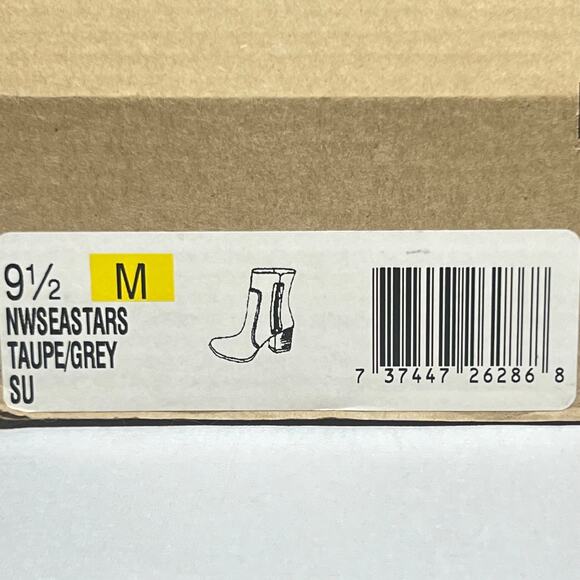 9½ M
NWSEASTARS
TAUPE/GREY
SU
7 37447 26286 8